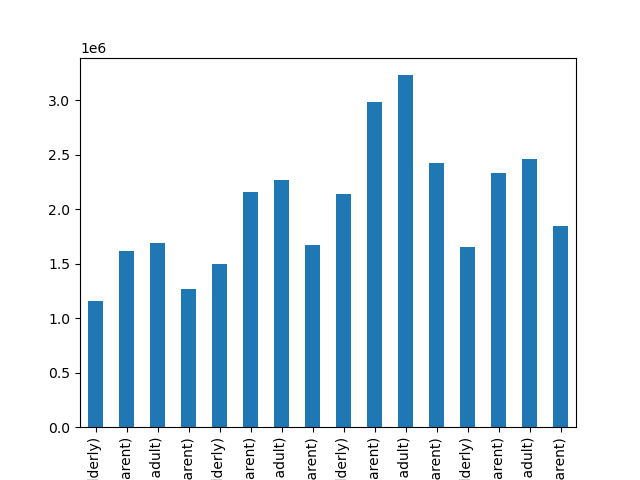 1e6
3.0
2.5
2.0
1.5
1.0
0.5
0.0
lderly)
arent)
adult)
arent)
lderly)
arent)
adult)
arent)
lderly)
arent)
adult)
arent)
lderly)
arent)
adult)
arent)